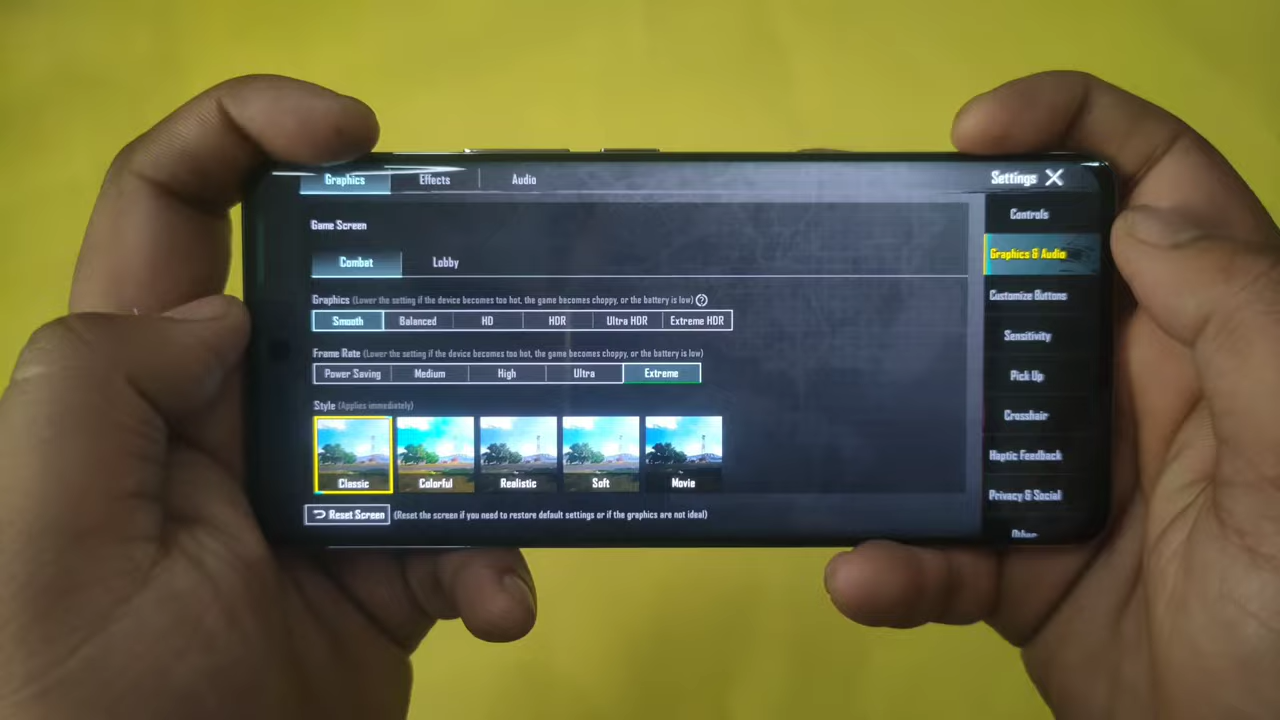 Graphics Effects Audio
Settings
Controls
Graphics & Audio
Customize Buttons
Sensitivity
Pick Up
Crosshair
Haptic Feedback
Privacy & Social
Other
Game Screen
Combat Lobby
Graphics (Lower the setting if the device becomes too hot, the game becomes choppy, or the battery is low) ?
Smooth Balanced HD HDR Ultra HDR Extreme HDR
Frame Rate (Lower the setting if the device becomes too hot, the game becomes choppy, or the battery is low)
Power Saving Medium High Ultra Extreme
Style (Applies immediately)
Classic Colorful Realistic Soft Movie
Reset Screen (Reset the screen if you need to restore default settings or if the graphics are not ideal)